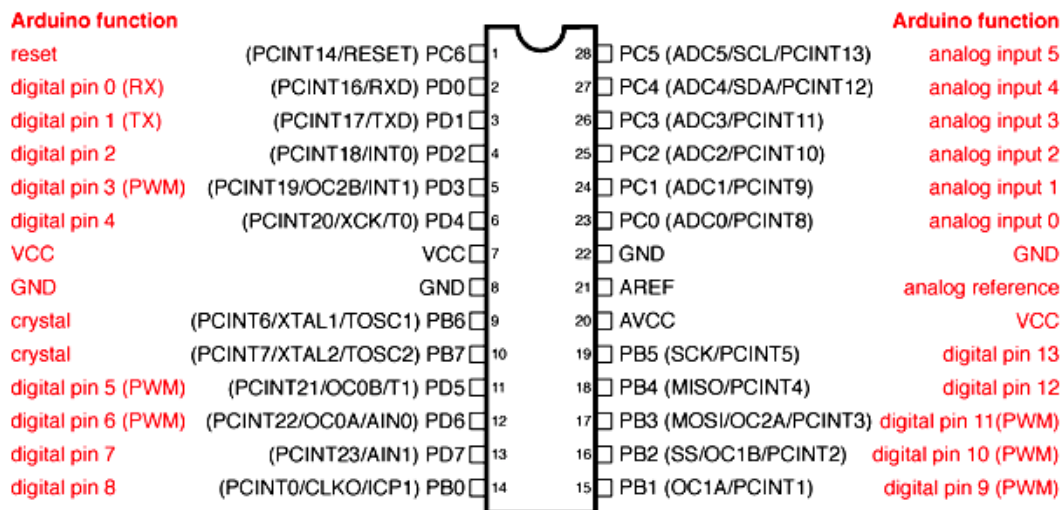 Arduino function Arduino function
reset (PCINT14/RESET) PC6 1 28 PC5 (ADC5/SCL/PCINT13) analog input 5
digital pin 0 (RX) (PCINT16/RXD) PD0 2 27 PC4 (ADC4/SDA/PCINT12) analog input 4
digital pin 1 (TX) (PCINT17/TXD) PD1 3 26 PC3 (ADC3/PCINT11) analog input 3
digital pin 2 (PCINT18/INT0) PD2 4 25 PC2 (ADC2/PCINT10) analog input 2
digital pin 3 (PWM) (PCINT19/OC2B/INT1) PD3 5 24 PC1 (ADC1/PCINT9) analog input 1
digital pin 4 (PCINT20/XCK/T0) PD4 6 23 PC0 (ADC0/PCINT8) analog input 0
VCC VCC 7 22 GND GND
GND GND 8 21 AREF analog reference
crystal (PCINT6/XTAL1/TOSC1) PB6 9 20 AVCC VCC
crystal (PCINT7/XTAL2/TOSC2) PB7 10 19 PB5 (SCK/PCINT5) digital pin 13
digital pin 5 (PWM) (PCINT21/OC0B/T1) PD5 11 18 PB4 (MISO/PCINT4) digital pin 12
digital pin 6 (PWM) (PCINT22/OC0A/AIN0) PD6 12 17 PB3 (MOSI/OC2A/PCINT3) digital pin 11(PWM)
digital pin 7 (PCINT23/AIN1) PD7 13 16 PB2 (SS/OC1B/PCINT2) digital pin 10 (PWM)
digital pin 8 (PCINT0/CLKO/ICP1) PB0 14 15 PB1 (OC1A/PCINT1) digital pin 9 (PWM)